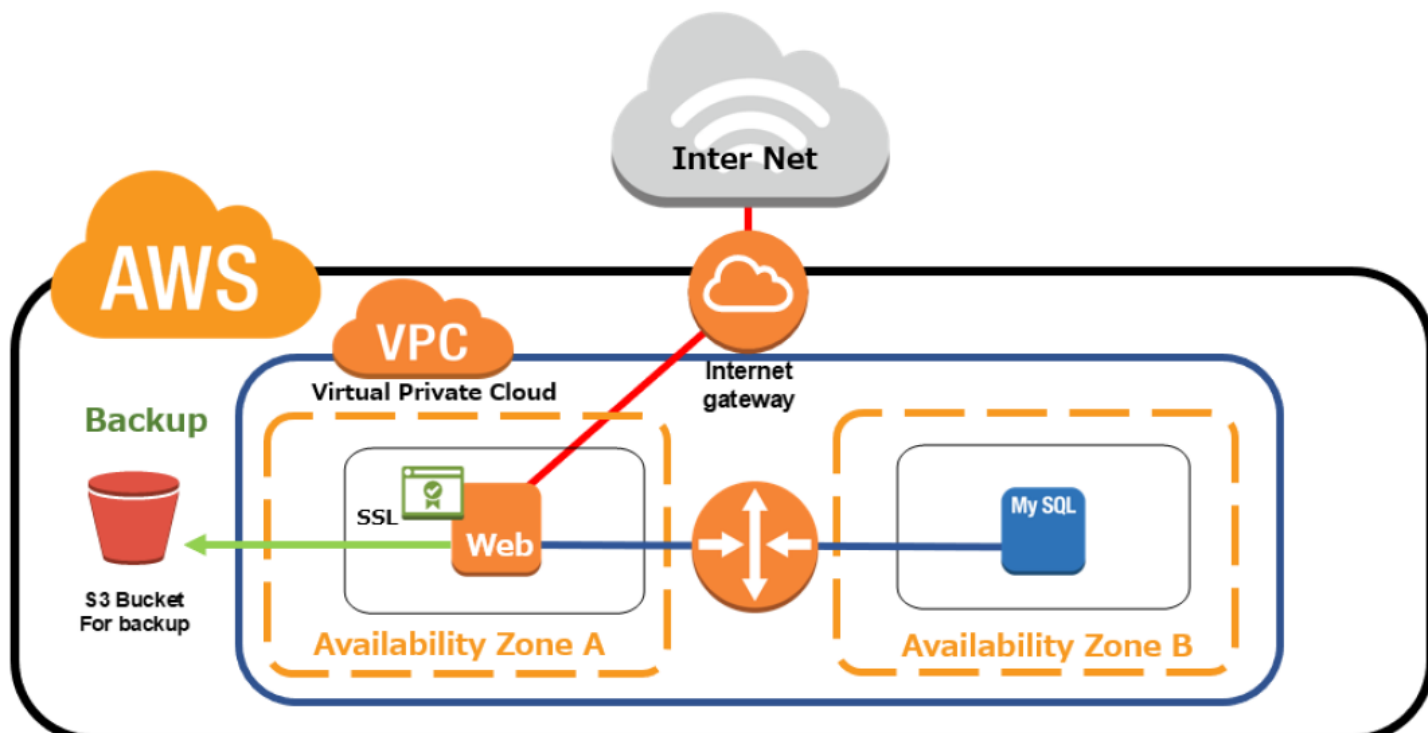 Inter Net
AWS
VPC
Virtual Private Cloud
Internet
gateway
Backup
SSL
Web
My SQL
S3 Bucket
For backup
Availability Zone A
Availability Zone B